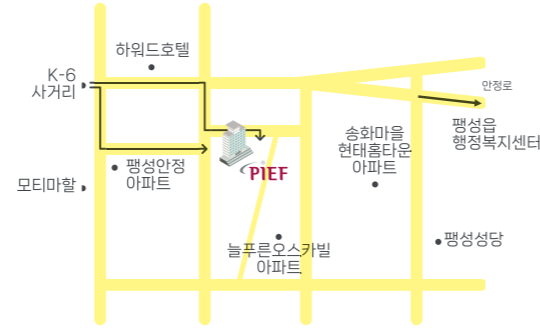 하워드호텔
K-6
사거리
안정로
팽성읍
행정복지센터
송화마을
현태홈타운
아파트
팽성안정
아파트
PIEF
모티마할
늘푸른오스카빌
아파트
팽성성당